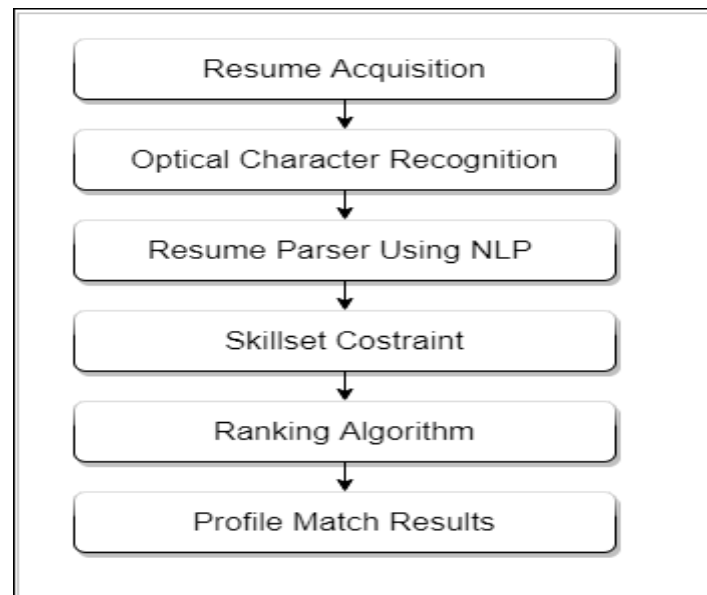 Resume Acquisition
Optical Character Recognition
Resume Parser Using NLP
Skillset Costraint
Ranking Algorithm
Profile Match Results